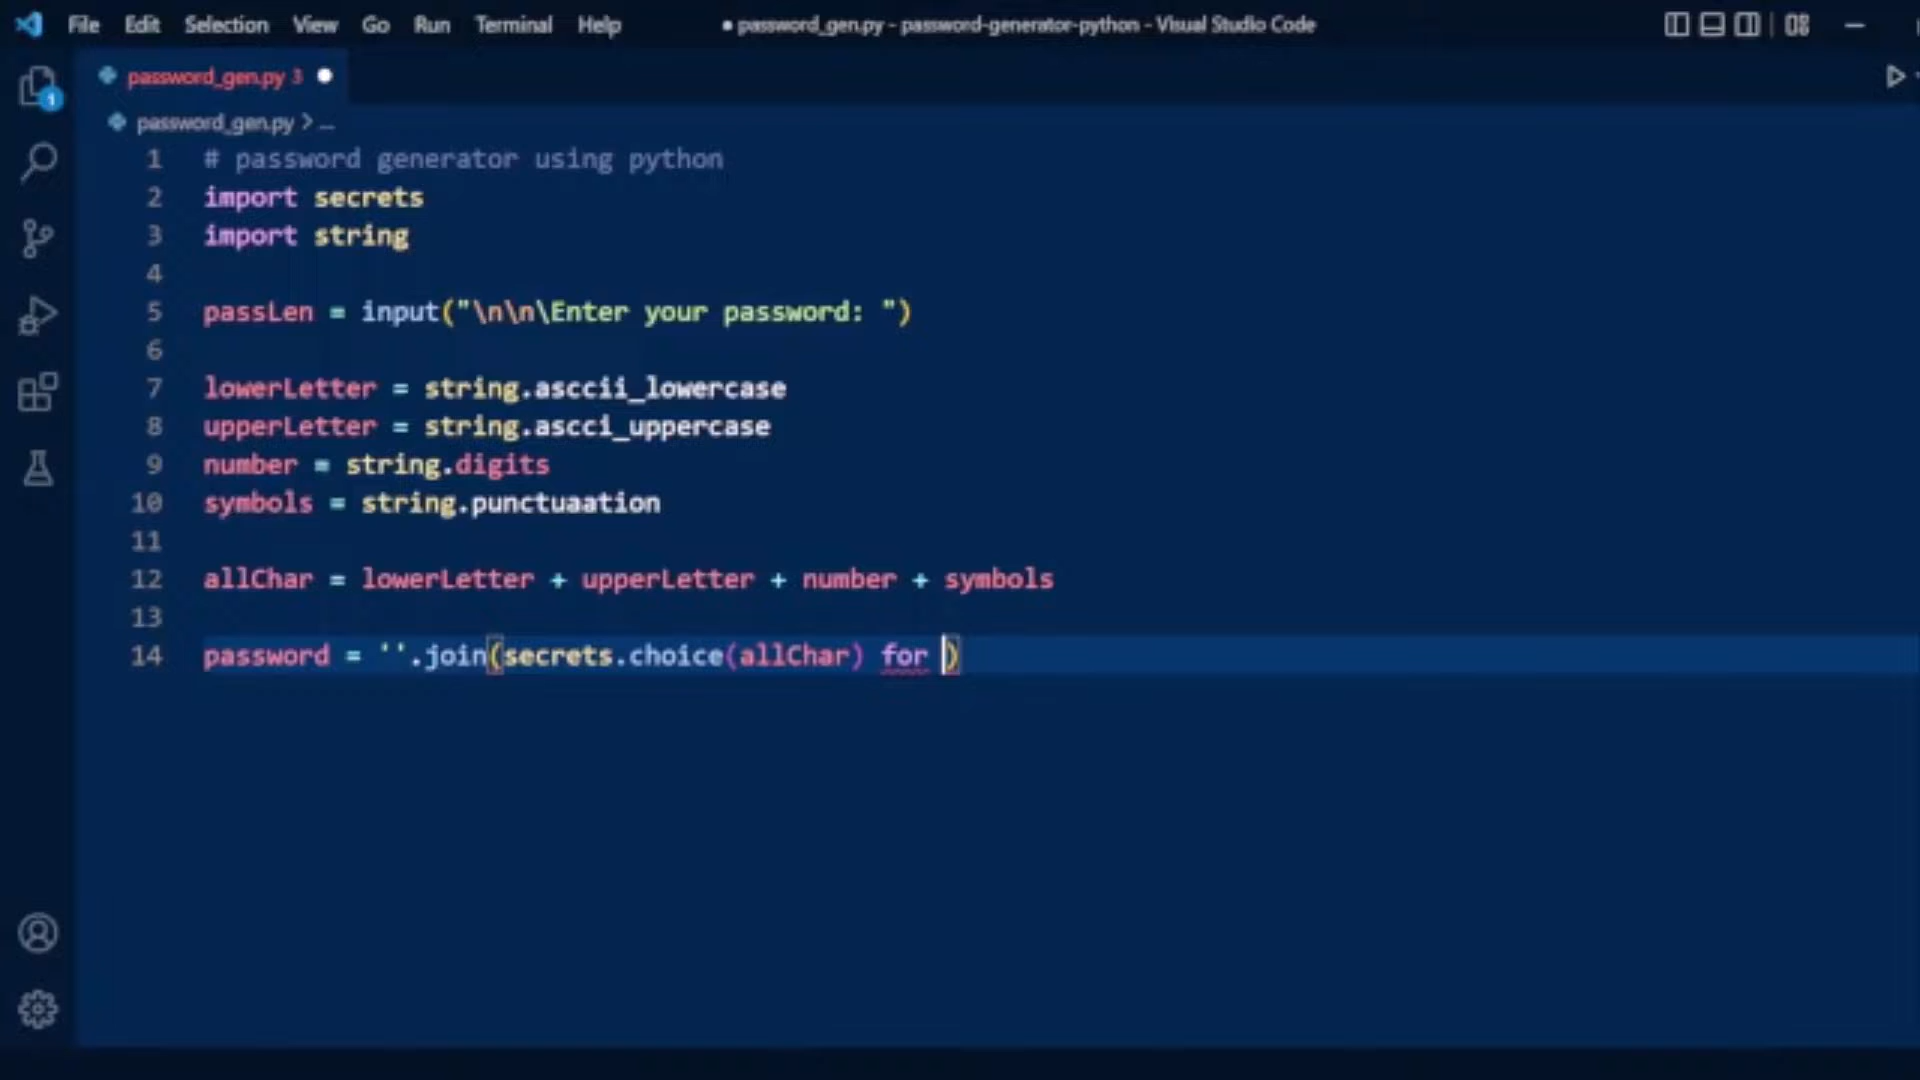 File Edit Selection View Go Run Terminal Help ● password_gen.py - password-generator-python - Visual Studio Code
password_gen.py 3 ●
1
password_gen.py > ...
1 # password generator using python
2 import secrets
3 import string
4
5 passLen = input("\n\n\Enter your password: ")
6
7 lowerLetter = string.asccii_lowercase
8 upperLetter = string.ascci_uppercase
9 number = string.digits
10 symbols = string.punctuaation
11
12 allChar = lowerLetter + upperLetter + number + symbols
13
14 password = ''.join(secrets.choice(allChar) for )